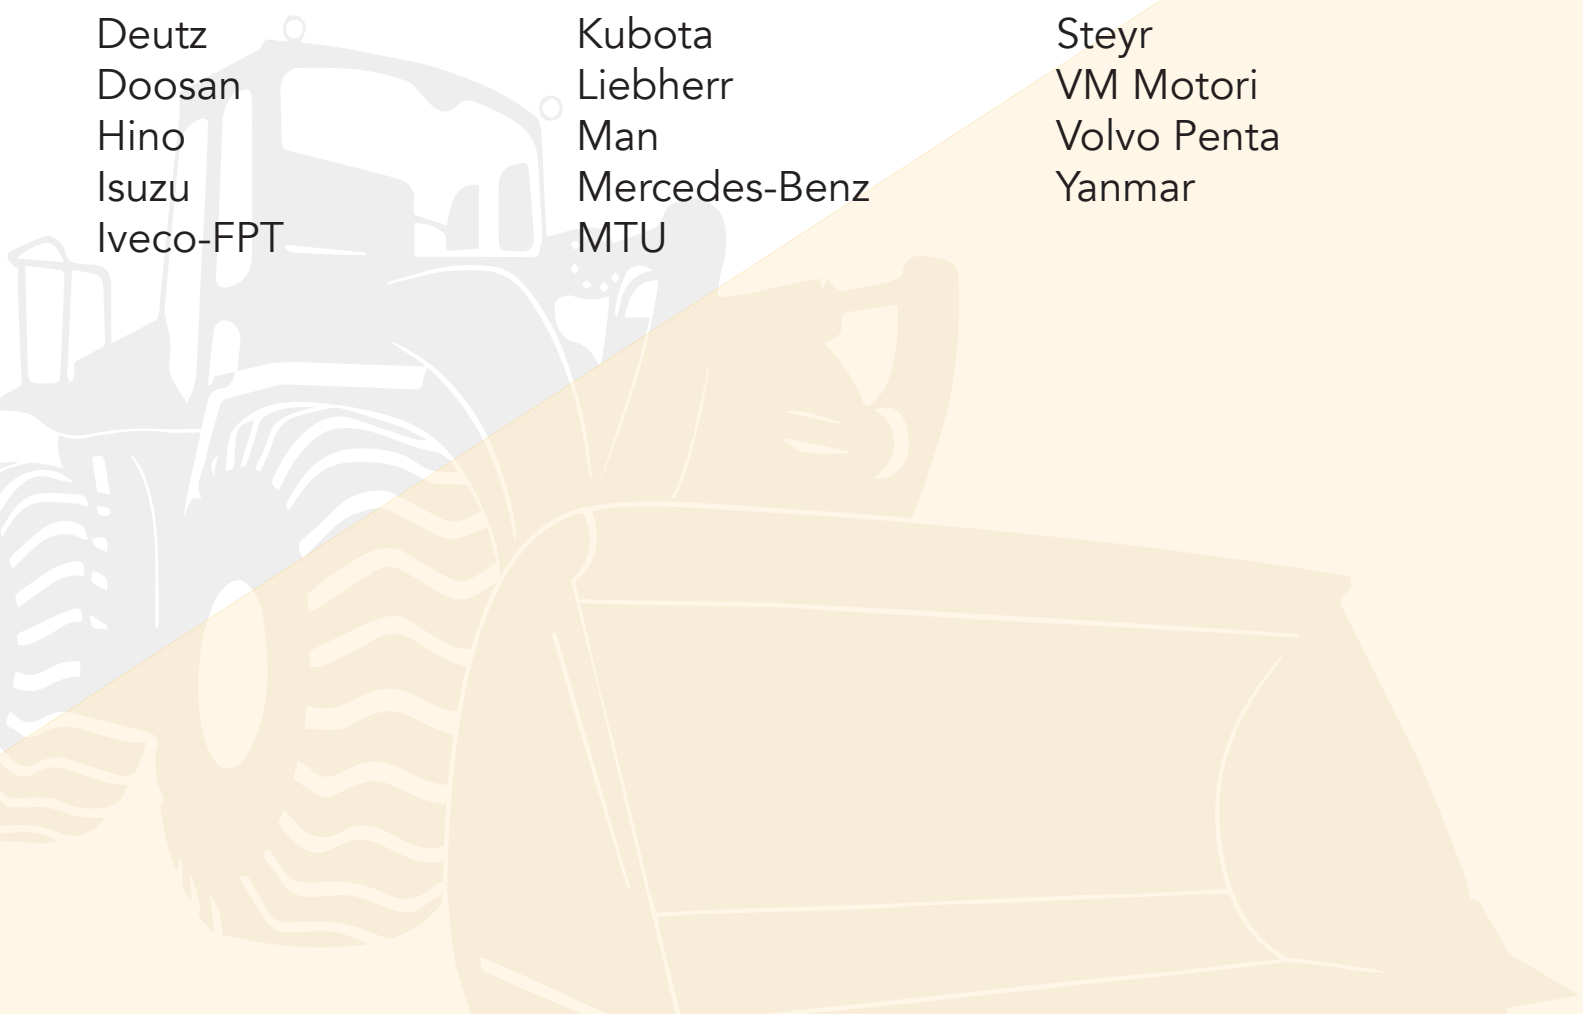 Deutz
Doosan
Hino
Isuzu
Iveco-FPT
Kubota
Liebherr
Man
Mercedes-Benz
MTU
Steyr
VM Motori
Volvo Penta
Yanmar